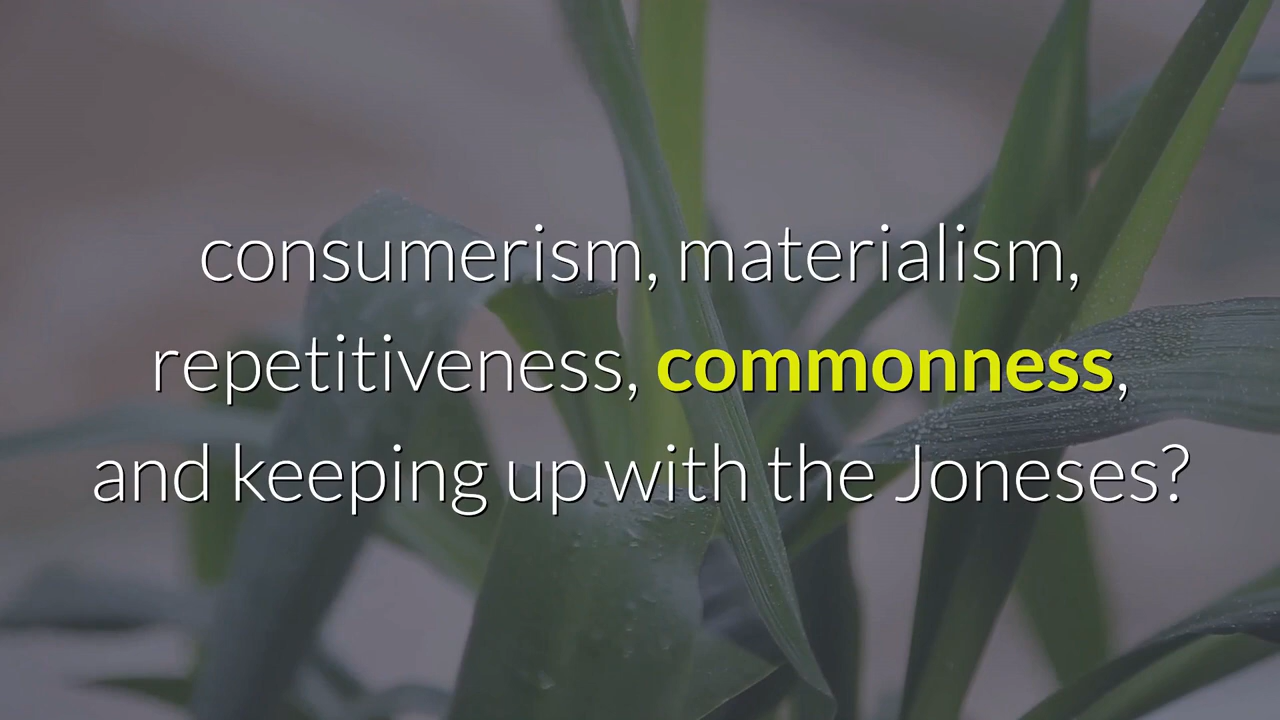 consumerism, materialism,
repetitiveness, commonness,
and keeping up with the Joneses?